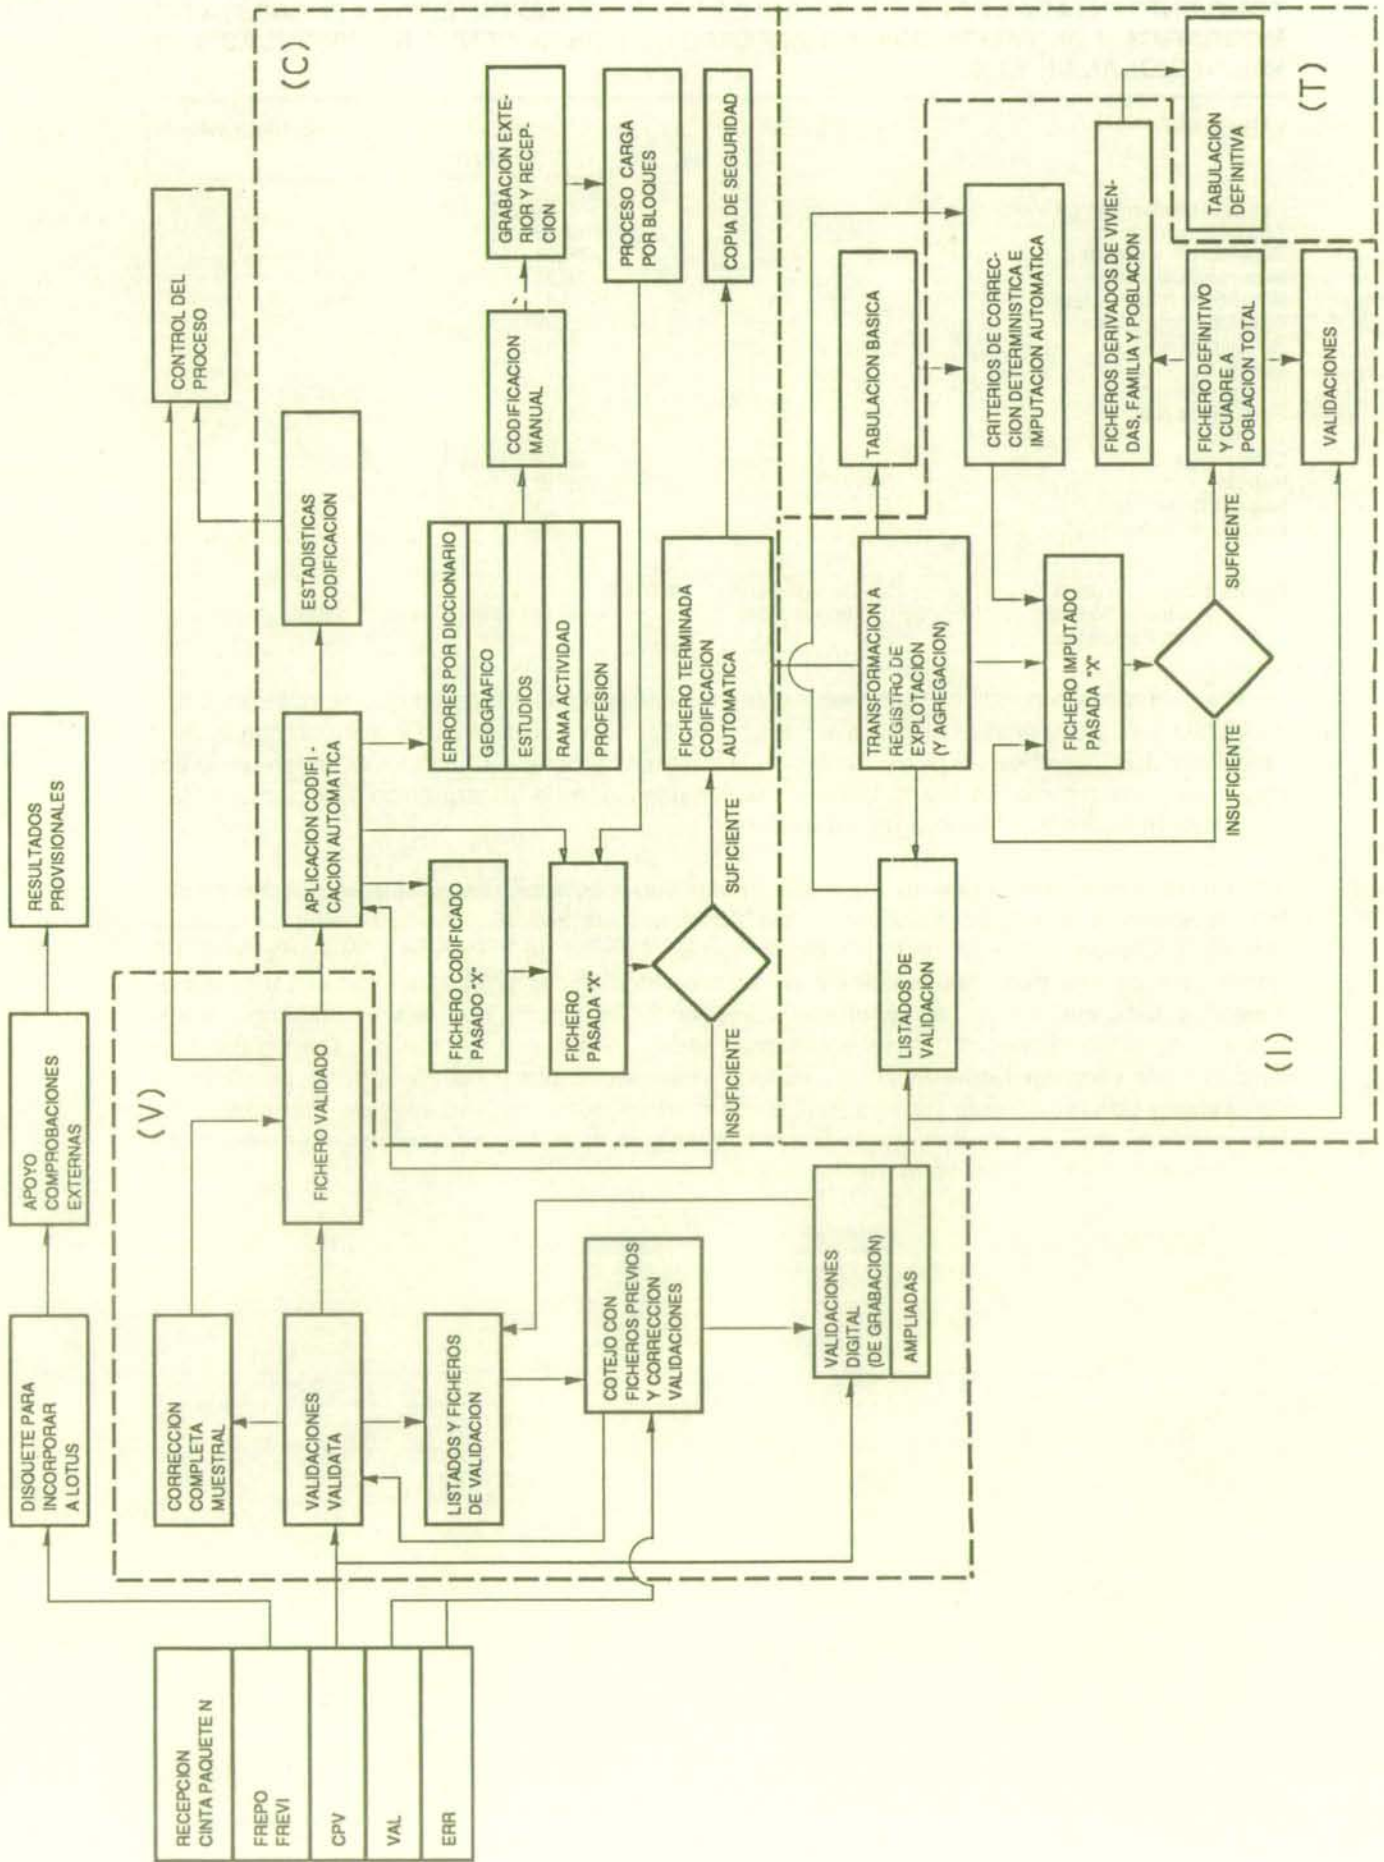 RECEPCION
CINTA PAQUETE N
FREPO
FREVI
CPV
VAL
ERR
DISQUETE PARA
INCORPORAR
A LOTUS
APOYO
COMPROBACIONES
EXTERNAS
RESULTADOS
PROVISIONALES
(V)
CORRECCION
COMPLETA
MUESTRAL
VALIDACIONES
VALIDATA
FICHERO VALIDADO
LISTADOS Y FICHEROS
DE VALIDACION
COTEJO CON
FICHEROS PREVIOS
Y CORRECCION
VALIDACIONES
VALIDACIONES
DIGITAL
(DE GRABACION)
AMPLIADAS
CONTROL DEL
PROCESO
(C)
APLICACION CODIFI -
CACION AUTOMATICA
ESTADISTICAS
CODIFICACION
FICHERO CODIFICADO
PASADO "X"
FICHERO
PASADA "X"
INSUFICIENTE
SUFICIENTE
ERRORES POR DICCIONARIO
GEOGRAFICO
ESTUDIOS
RAMA ACTIVIDAD
PROFESION
CODIFICACION
MANUAL
GRABACION EXTE-
RIOR Y RECEP-
CION
PROCESO CARGA
POR BLOQUES
FICHERO TERMINADA
CODIFICACION
AUTOMATICA
COPIA DE SEGURIDAD
(I)
LISTADOS DE
VALIDACION
TRANSFORMACION A
REGISTRO DE
EXPLOTACION
(Y AGREGACION)
TABULACION BASICA
CRITERIOS DE CORREC-
CION DETERMINISTICA E
IMPUTACION AUTOMATICA
FICHERO IMPUTADO
PASADA "X"
INSUFICIENTE
SUFICIENTE
FICHEROS DERIVADOS DE VIVIEN-
DAS, FAMILIA Y POBLACION
FICHERO DEFINITIVO
Y CUADRE A
POBLACION TOTAL
VALIDACIONES
TABULACION
DEFINITIVA
(T)